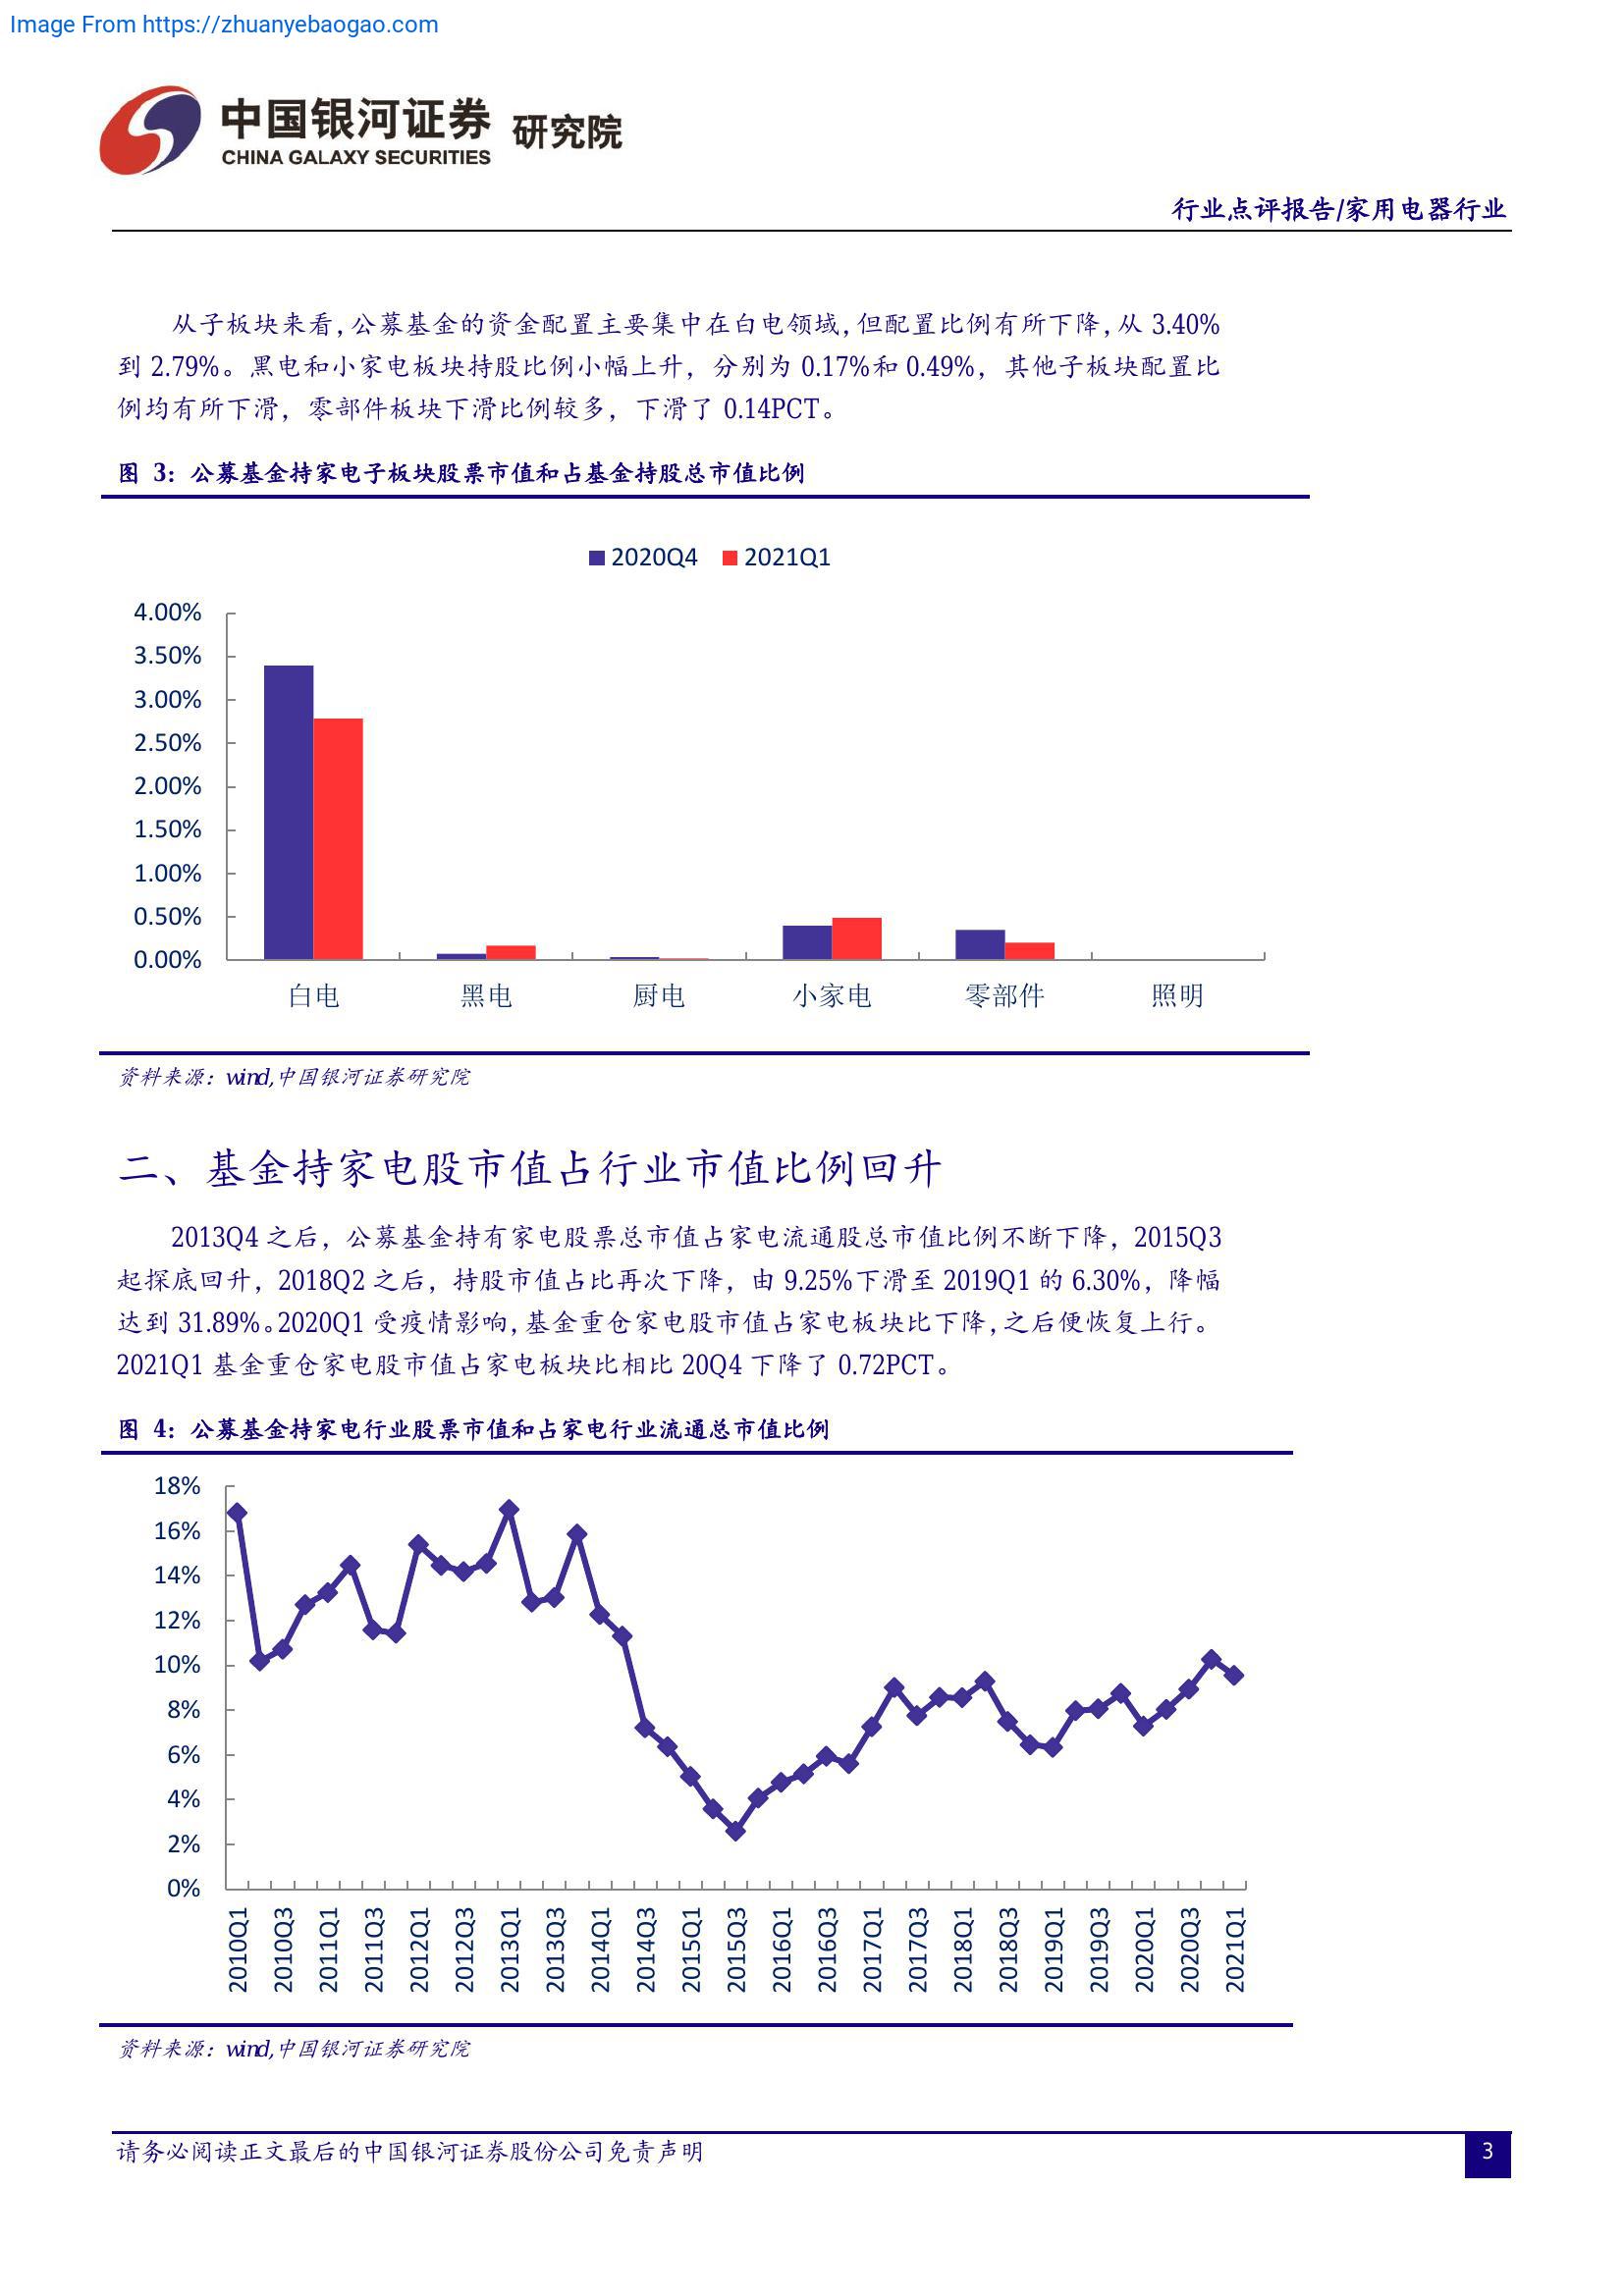 Image From https://zhuanyebaogao.com
中国银河证券 研究院
CHINA GALAXY SECURITIES
行业点评报告/家用电器行业
从子板块来看,公募基金的资金配置主要集中在白电领域,但配置比例有所下降,从 3.40%
到 2.79%。黑电和小家电板块持股比例小幅上升，分别为 0.17%和 0.49%，其他子板块配置比
例均有所下滑，零部件板块下滑比例较多，下滑了 0.14PCT。
图 3：公募基金持家电子板块股票市值和占基金持股总市值比例
2020Q4 2021Q1
4.00%
3.50%
3.00%
2.50%
2.00%
1.50%
1.00%
0.50%
0.00%
白电 黑电 厨电 小家电 零部件 照明
资料来源：wind,中国银河证券研究院
二、基金持家电股市值占行业市值比例回升
2013Q4 之后，公募基金持有家电股票总市值占家电流通股总市值比例不断下降，2015Q3
起探底回升，2018Q2 之后，持股市值占比再次下降，由 9.25%下滑至 2019Q1 的 6.30%，降幅
达到 31.89%。2020Q1 受疫情影响,基金重仓家电股市值占家电板块比下降,之后便恢复上行。
2021Q1 基金重仓家电股市值占家电板块比相比 20Q4 下降了 0.72PCT。
图 4：公募基金持家电行业股票市值和占家电行业流通总市值比例
18%
16%
14%
12%
10%
8%
6%
4%
2%
0%
2010Q1 2010Q3 2011Q1 2011Q3 2012Q1 2012Q3 2013Q1 2013Q3 2014Q1 2014Q3 2015Q1 2015Q3 2016Q1 2016Q3 2017Q1 2017Q3 2018Q1 2018Q3 2019Q1 2019Q3 2020Q1 2020Q3 2021Q1
资料来源：wind,中国银河证券研究院
请务必阅读正文最后的中国银河证券股份公司免责声明
3